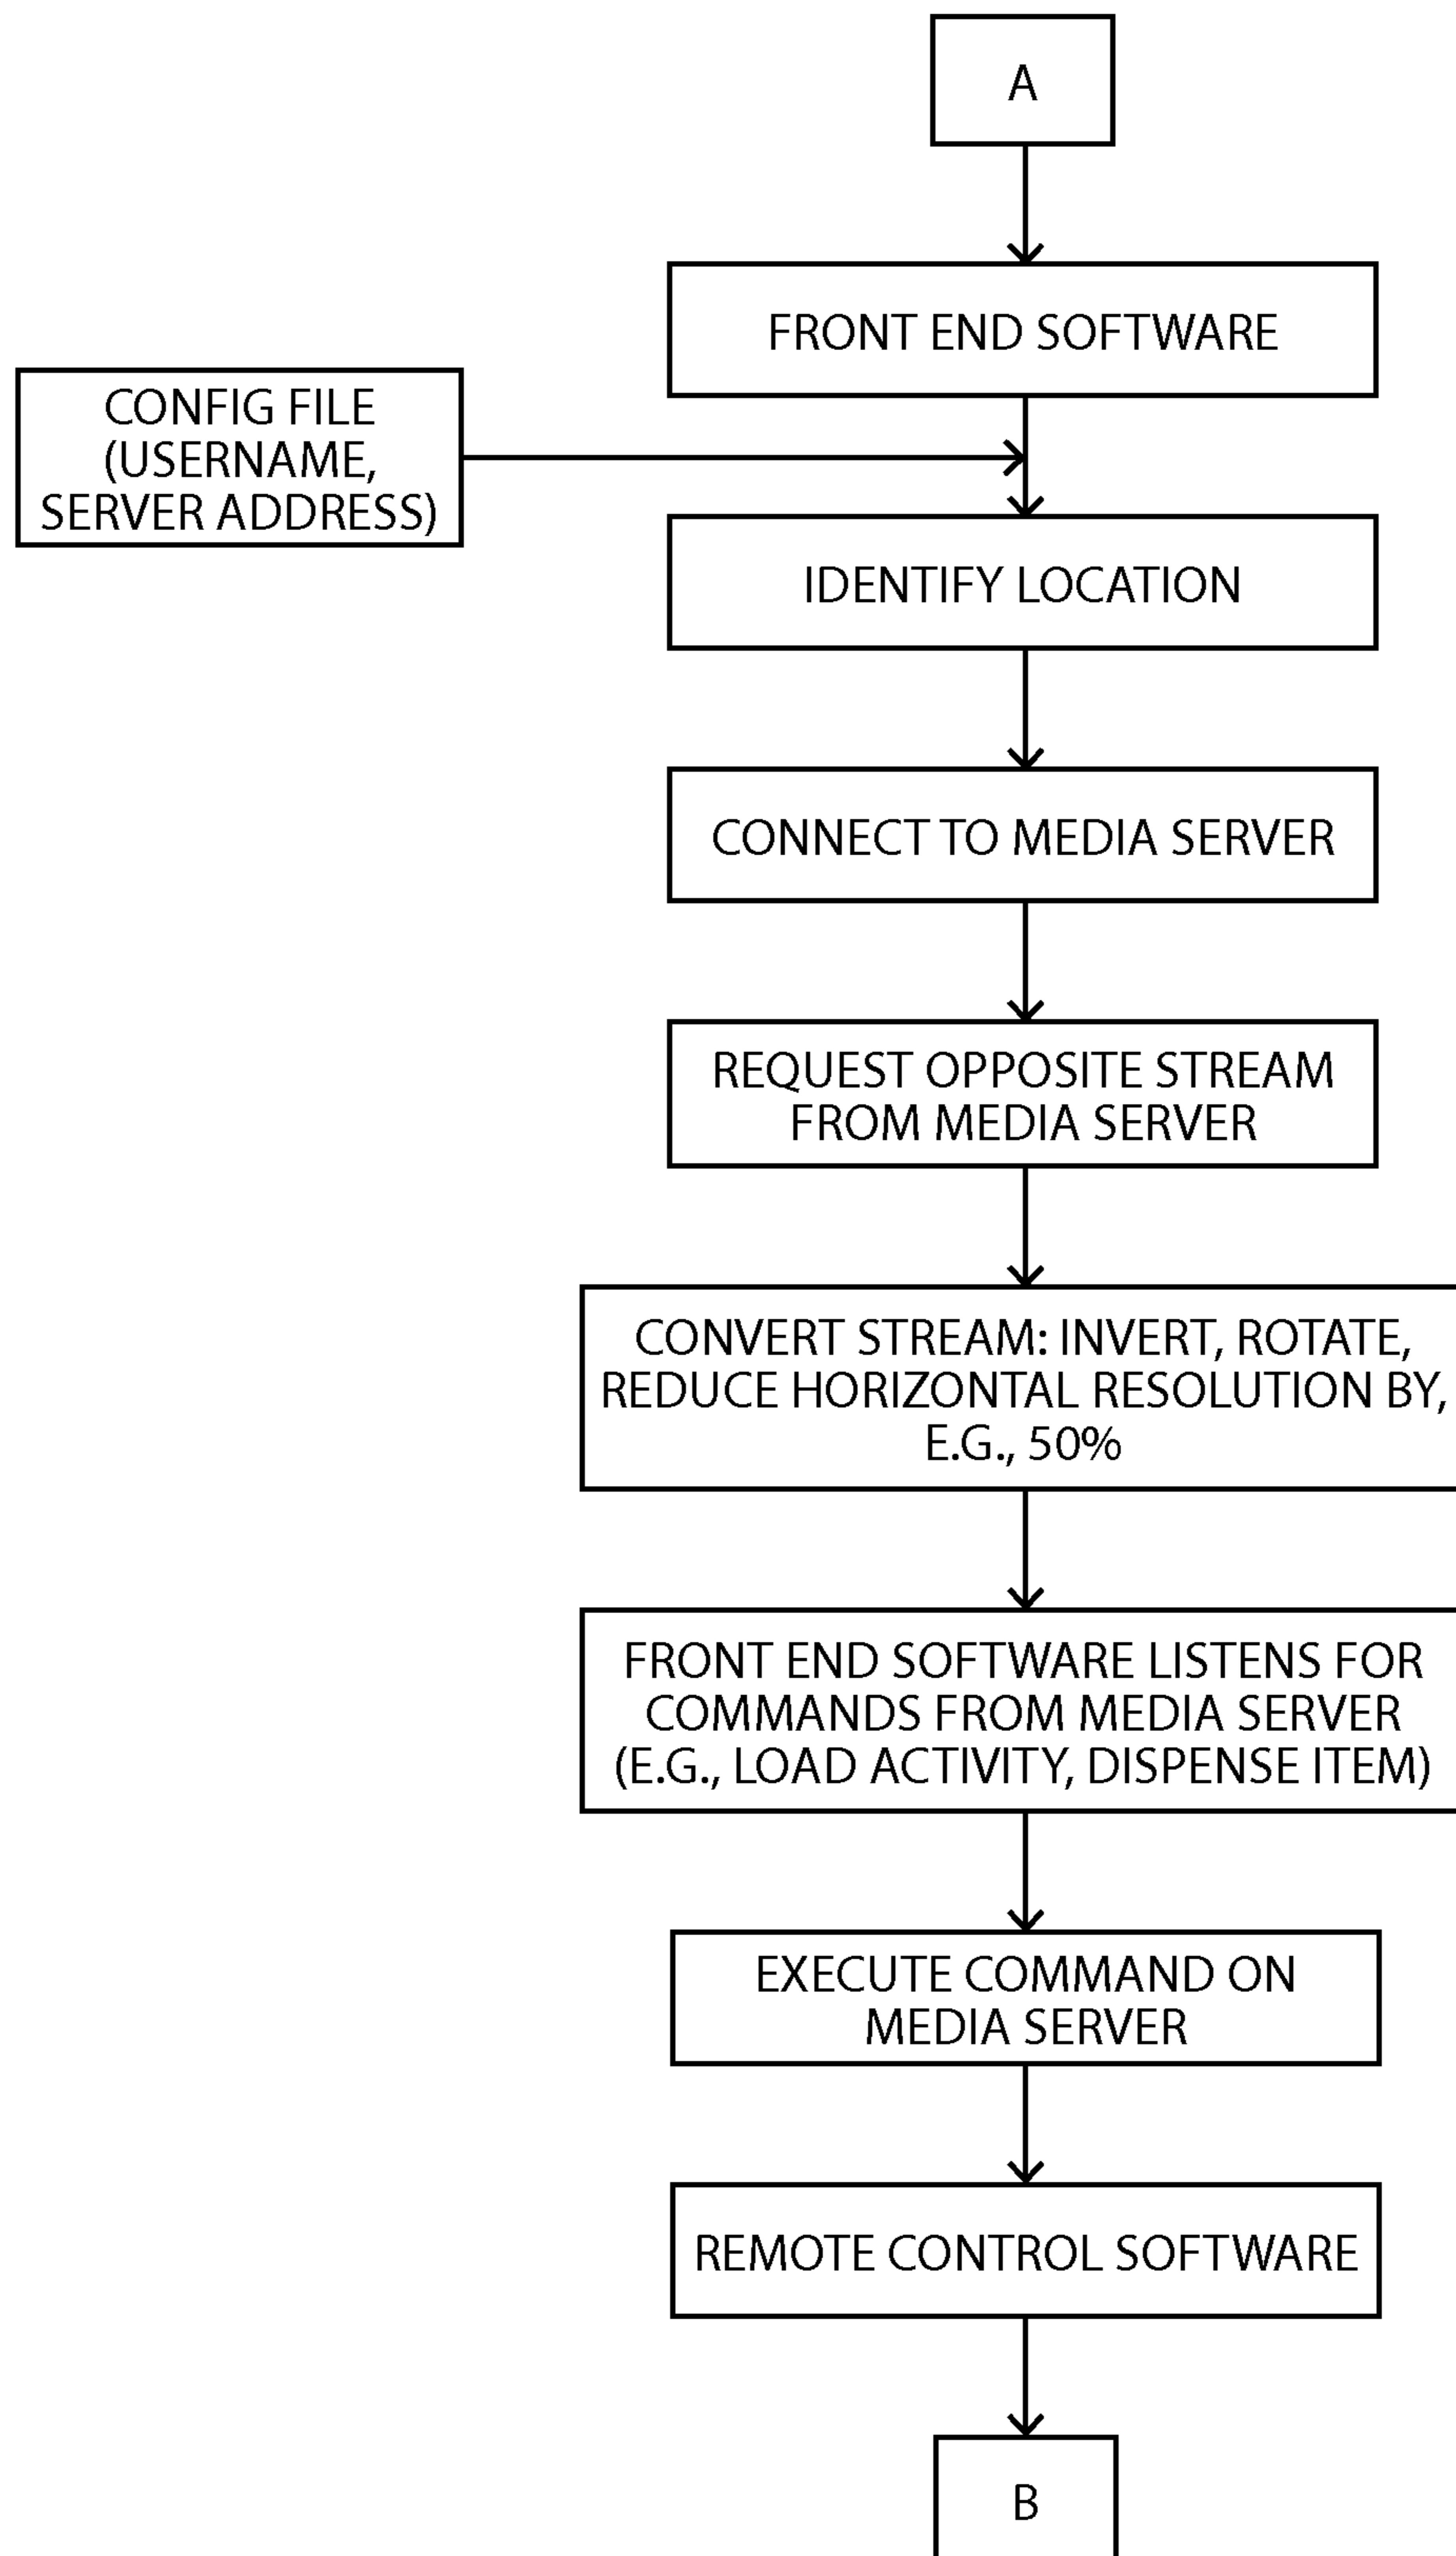 A
FRONT END SOFTWARE
CONFIG FILE
(USERNAME,
SERVER ADDRESS)
IDENTIFY LOCATION
CONNECT TO MEDIA SERVER
REQUEST OPPOSITE STREAM
FROM MEDIA SERVER
CONVERT STREAM: INVERT, ROTATE,
REDUCE HORIZONTAL RESOLUTION BY,
E.G., 50%
FRONT END SOFTWARE LISTENS FOR
COMMANDS FROM MEDIA SERVER
(E.G., LOAD ACTIVITY, DISPENSE ITEM)
EXECUTE COMMAND ON
MEDIA SERVER
REMOTE CONTROL SOFTWARE
B